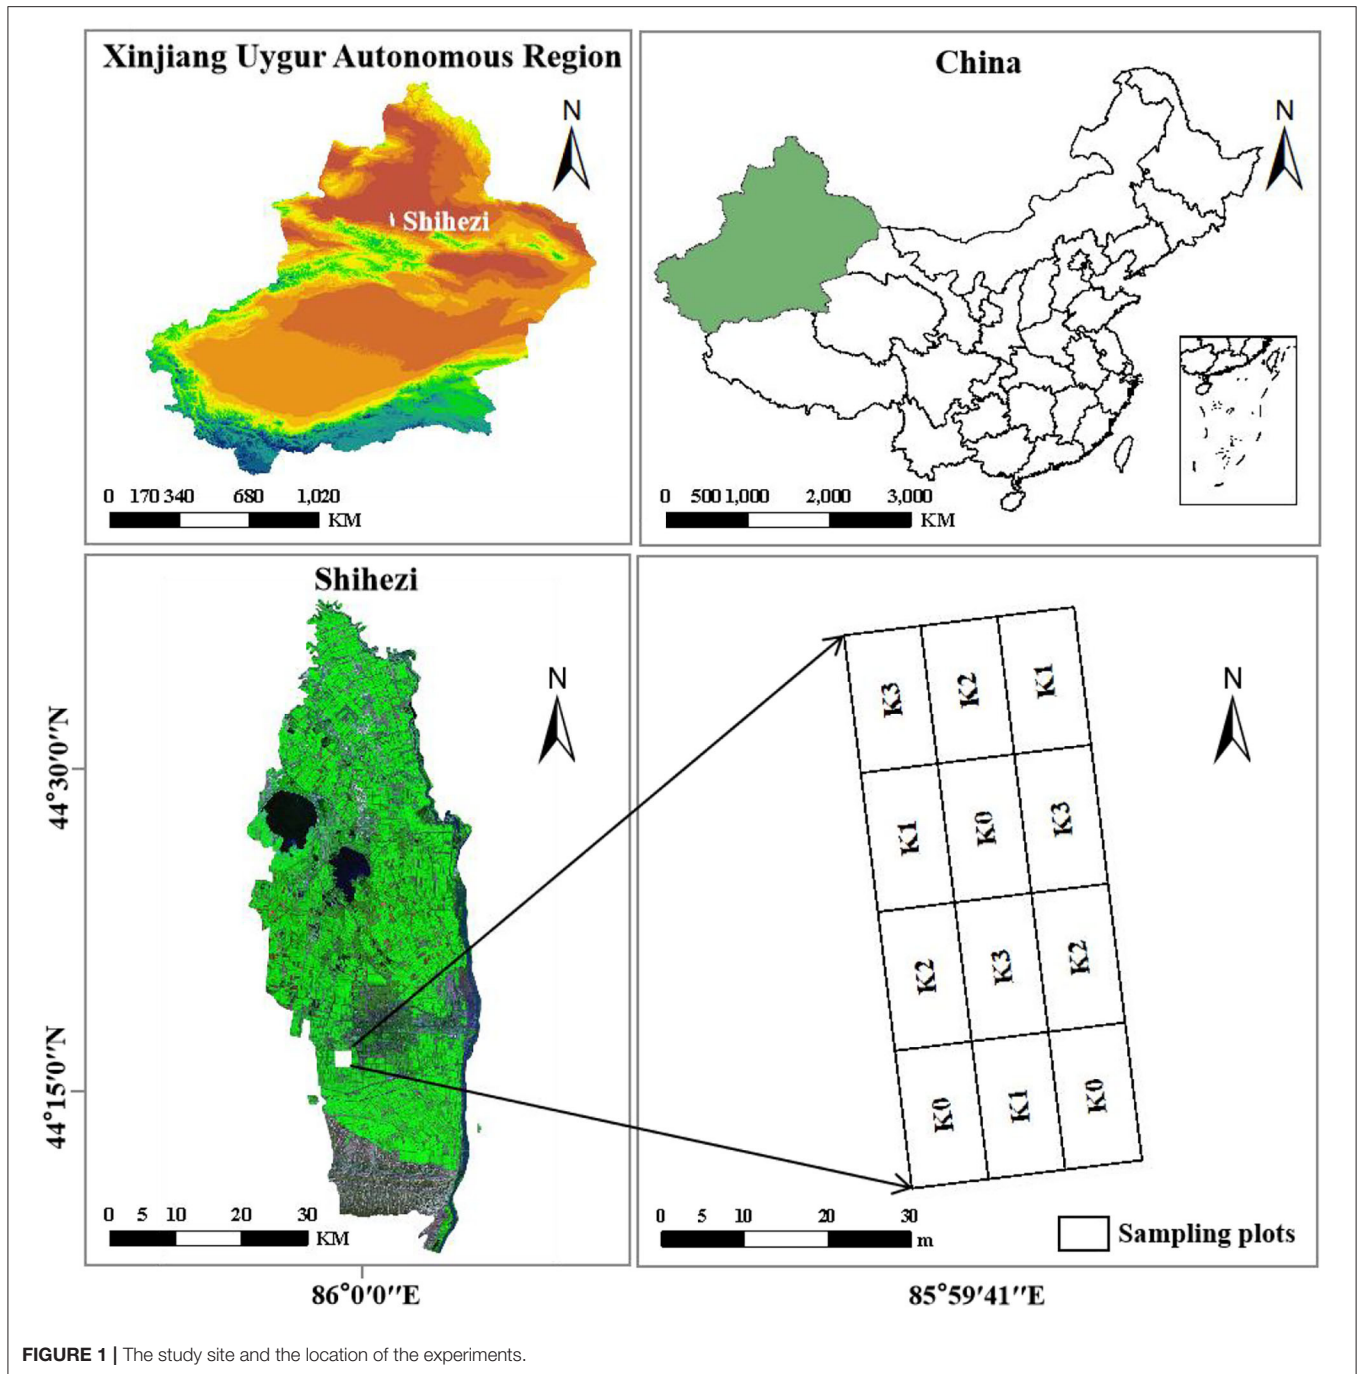 Xinjiang Uygur Autonomous Region
N
Shihezi
0 170 340 680 1,020
KM
China
N
0 500 1,000 2,000 3,000
KM
Shihezi
N
44°30'0"N
44°15'0"N
0 5 10 20 30
KM
86°0'0"E
N
K3 K2 K1
K1 K0 K3
K2 K3 K2
K0 K1 K0
0 5 10 20 30
m
Sampling plots
85°59'41"E
FIGURE 1 | The study site and the location of the experiments.